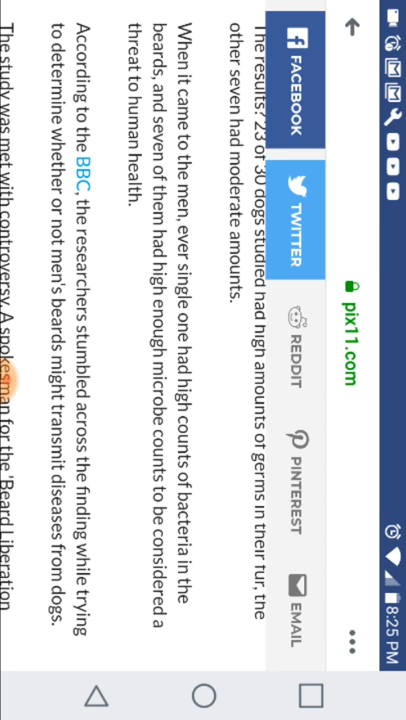 8:25 PM
pix11.com
FACEBOOK
TWITTER
REDDIT
PINTEREST
EMAIL
The results? 23 of 30 dogs studied had high amounts of germs in their fur, the
other seven had moderate amounts.
When it came to the men, ever single one had high counts of bacteria in the
beards, and seven of them had high enough microbe counts to be considered a
threat to human health.
According to the BBC, the researchers stumbled across the finding while trying
to determine whether or not men's beards might transmit diseases from dogs.
The study was met with controversy. A spokesman for the 'Beard Liberation